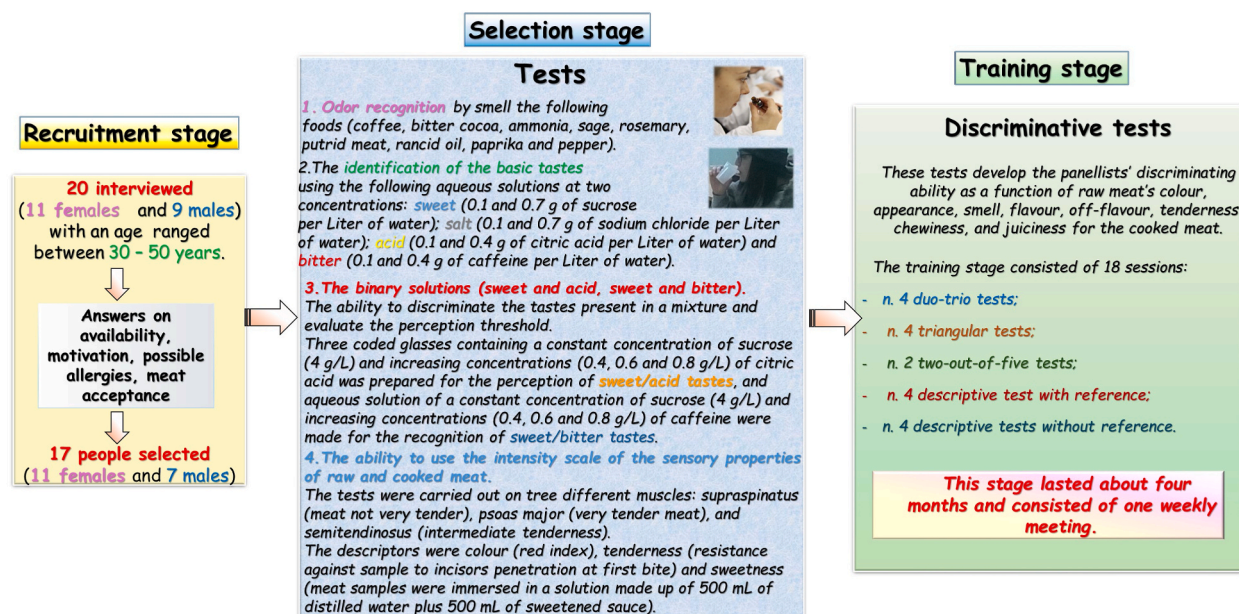 Recruitment stage
20 interviewed
(11 females and 9 males)
with an age ranged
between 30 – 50 years.
Answers on
availability,
motivation, possible
allergies, meat
acceptance
17 people selected
(11 females and 7 males)
Selection stage
Tests
1. Odor recognition by smell the following
foods (coffee, bitter cocoa, ammonia, sage, rosemary,
putrid meat, rancid oil, paprika and pepper).
2.The identification of the basic tastes
using the following aqueous solutions at two
concentrations: sweet (0.1 and 0.7 g of sucrose
per Liter of water); salt (0.1 and 0.7 g of sodium chloride per Liter
of water); acid (0.1 and 0.4 g of citric acid per Liter of water) and
bitter (0.1 and 0.4 g of caffeine per Liter of water).
3.The binary solutions (sweet and acid, sweet and bitter).
The ability to discriminate the tastes present in a mixture and
evaluate the perception threshold.
Three coded glasses containing a constant concentration of sucrose
(4 g/L) and increasing concentrations (0.4, 0.6 and 0.8 g/L) of citric
acid was prepared for the perception of sweet/acid tastes, and
aqueous solution of a constant concentration of sucrose (4 g/L) and
increasing concentrations (0.4, 0.6 and 0.8 g/L) of caffeine were
made for the recognition of sweet/bitter tastes.
4.The ability to use the intensity scale of the sensory properties
of raw and cooked meat.
The tests were carried out on tree different muscles: supraspinatus
(meat not very tender), psoas major (very tender meat), and
semitendinosus (intermediate tenderness).
The descriptors were colour (red index), tenderness (resistance
against sample to incisors penetration at first bite) and sweetness
(meat samples were immersed in a solution made up of 500 mL of
distilled water plus 500 mL of sweetened sauce).
Training stage
Discriminative tests
These tests develop the panellists' discriminating
ability as a function of raw meat's colour,
appearance, smell, flavour, off-flavour, tenderness
chewiness, and juiciness for the cooked meat.
The training stage consisted of 18 sessions:
- n. 4 duo-trio tests;
- n. 4 triangular tests;
- n. 2 two-out-of-five tests;
- n. 4 descriptive test with reference;
- n. 4 descriptive tests without reference.
This stage lasted about four
months and consisted of one weekly
meeting.